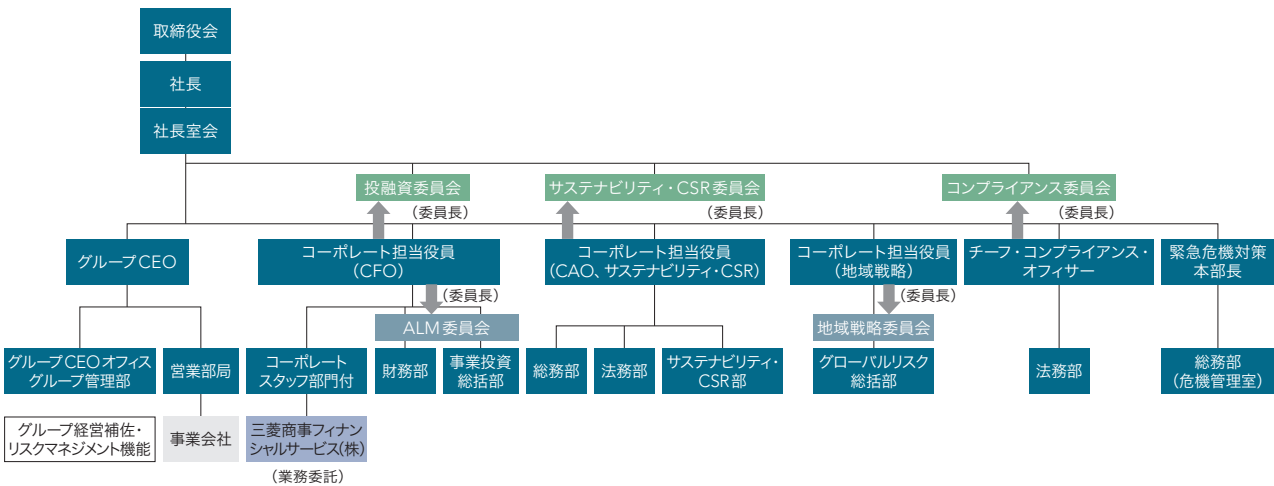 取締役会
社長
社長室会
投融資委員会
サステナビリティ・CSR委員会
コンプライアンス委員会
（委員長）
（委員長）
（委員長）
グループCEO
コーポレート担当役員
（CFO）
コーポレート担当役員
（CAO、サステナビリティ・CSR）
コーポレート担当役員
（地域戦略）
チーフ・コンプライアンス・
オフィサー
緊急危機対策
本部長
（委員長）
（委員長）
ALM委員会
地域戦略委員会
グループCEOオフィス
グループ管理部
営業部局
コーポレート
スタッフ部門付
財務部
事業投資
総括部
総務部
法務部
サステナビリティ・
CSR部
グローバルリスク
総括部
法務部
総務部
（危機管理室）
グループ経営補佐・
リスクマネジメント機能
事業会社
三菱商事フィナン
シャルサービス（株）
（業務委託）